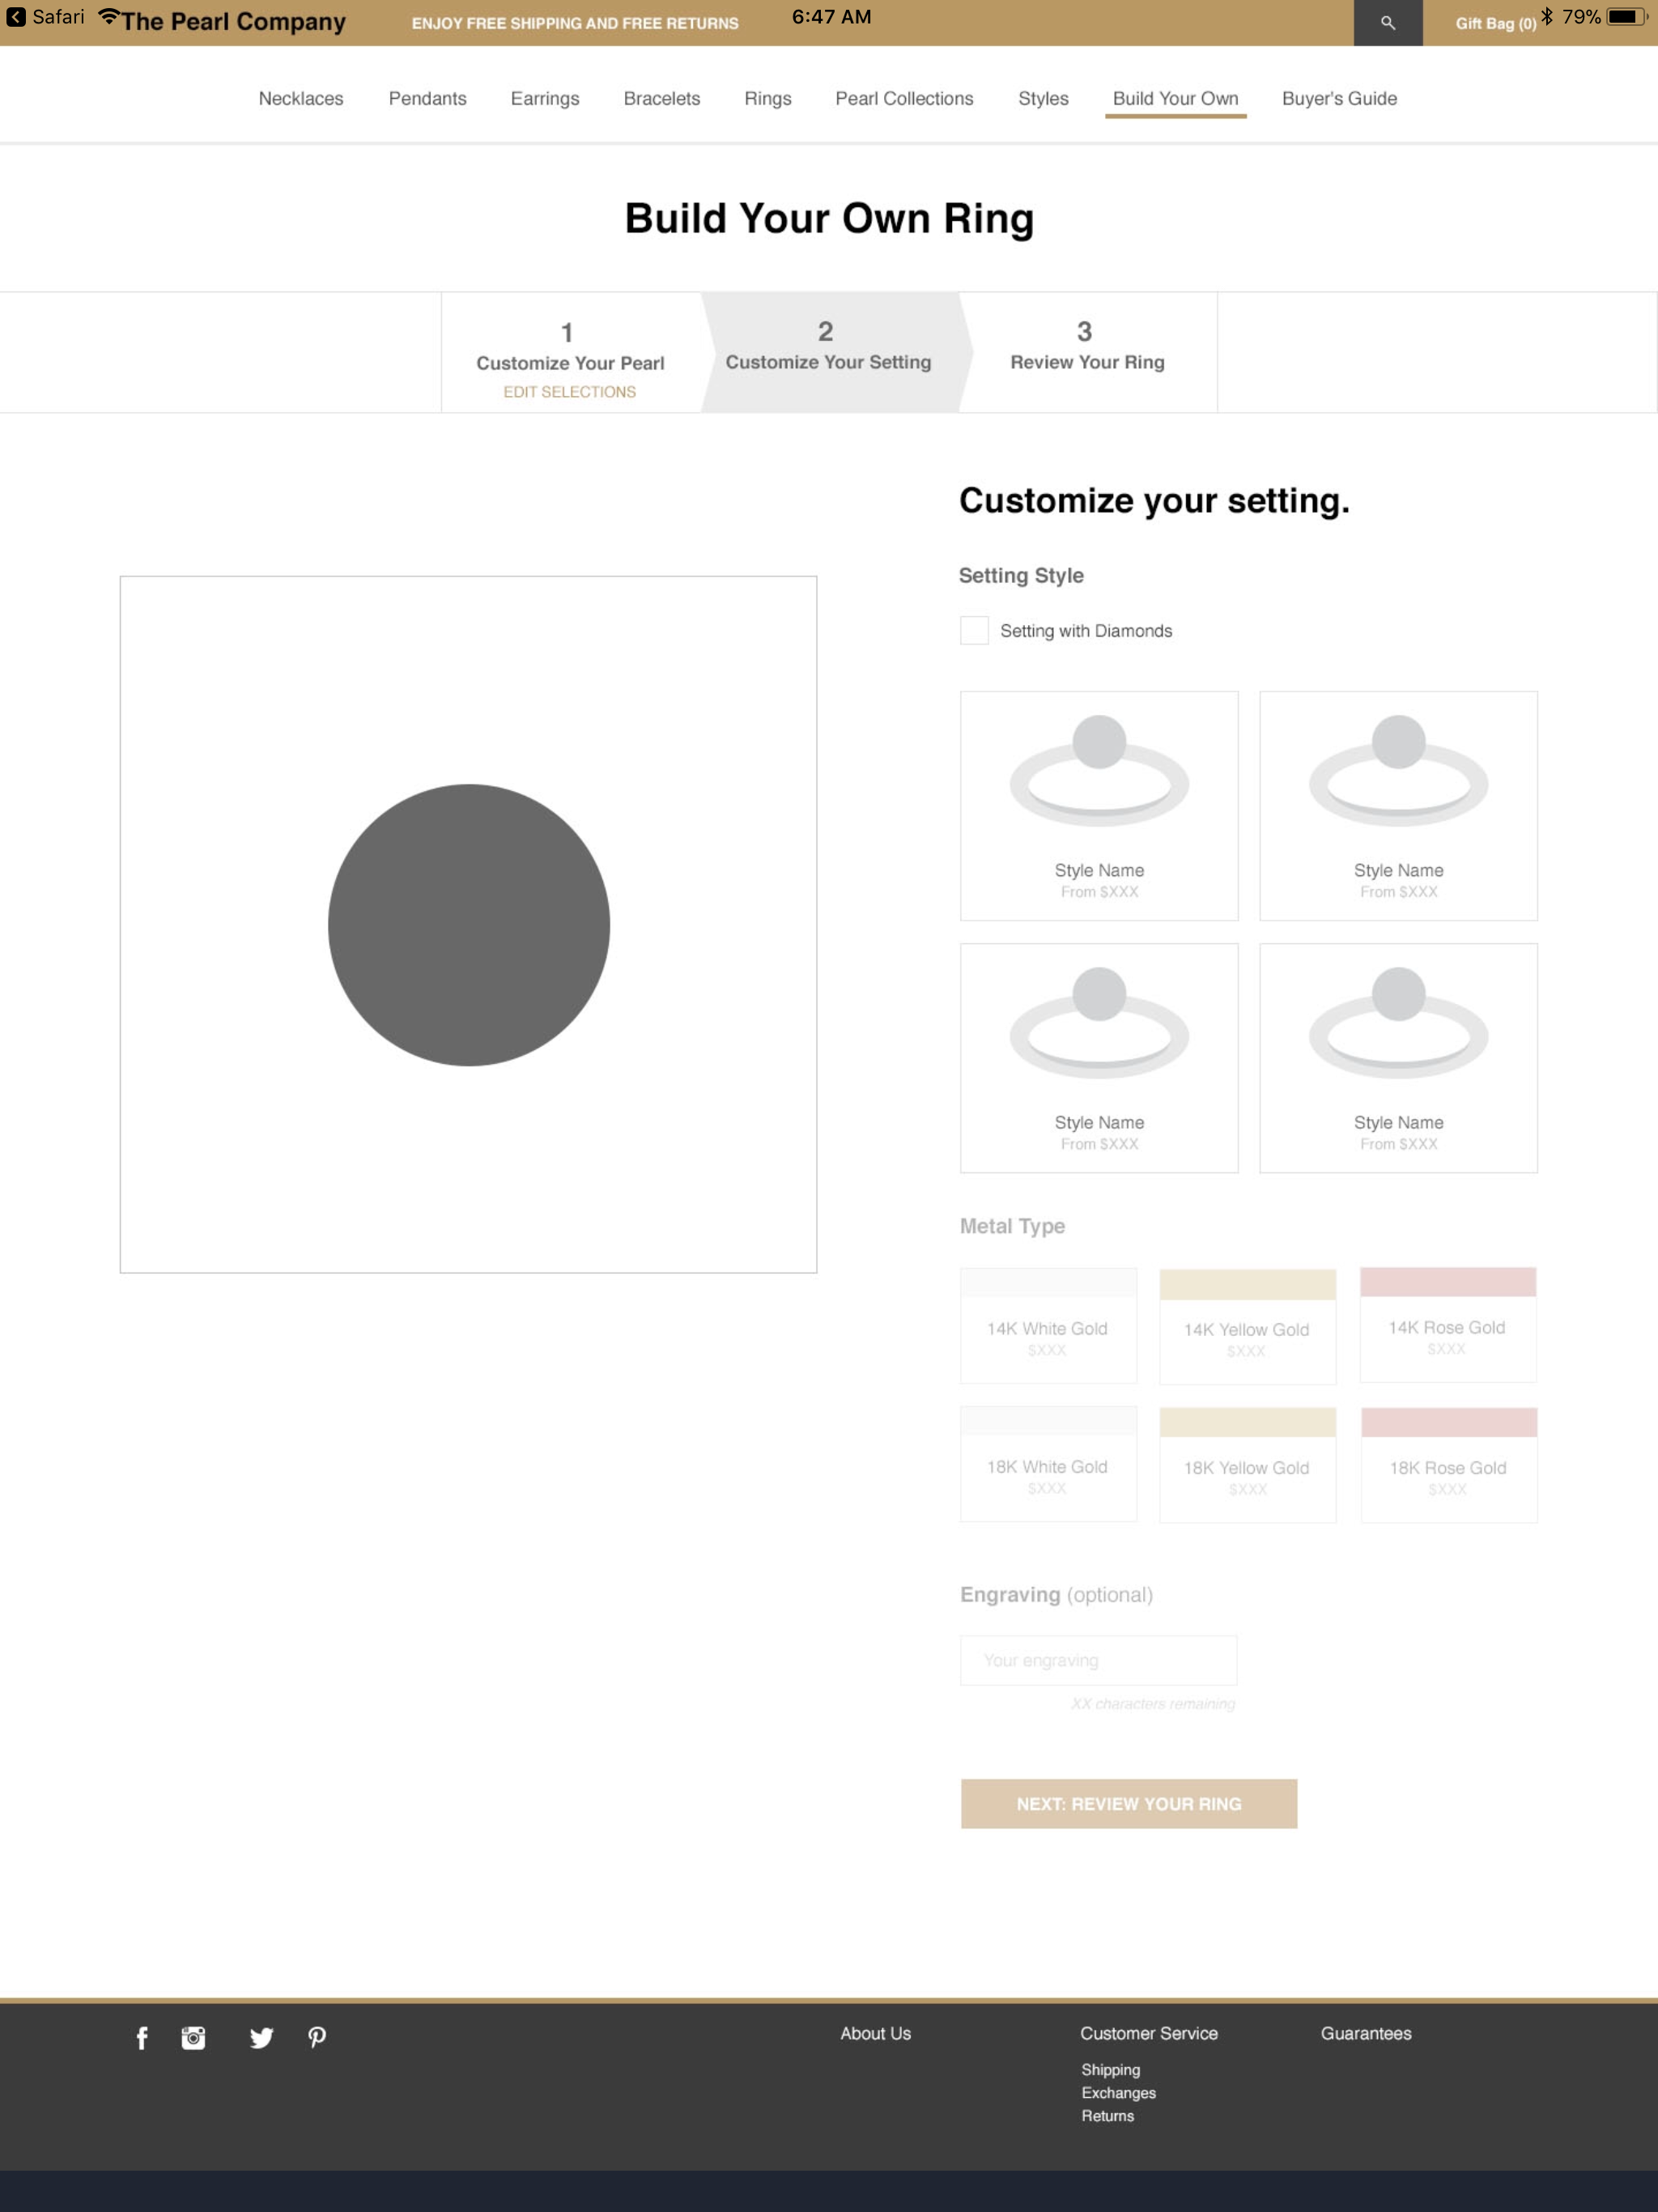 Safari
The Pearl Company
ENJOY FREE SHIPPING AND FREE RETURNS
6:47 AM
Gift Bag (0)
79%
Necklaces Pendants Earrings Bracelets Rings Pearl Collections Styles Build Your Own Buyer's Guide
Build Your Own Ring
1
Customize Your Pearl
EDIT SELECTIONS
2
Customize Your Setting
3
Review Your Ring
Customize your setting.
Setting Style
Setting with Diamonds
Style Name
From $XXX
Style Name
From $XXX
Style Name
From $XXX
Style Name
From $XXX
Metal Type
14K White Gold
$XXX
14K Yellow Gold
$XXX
14K Rose Gold
$XXX
18K White Gold
$XXX
18K Yellow Gold
$XXX
18K Rose Gold
$XXX
Engraving (optional)
Your engraving
XX characters remaining
NEXT: REVIEW YOUR RING
About Us
Customer Service
Shipping
Exchanges
Returns
Guarantees